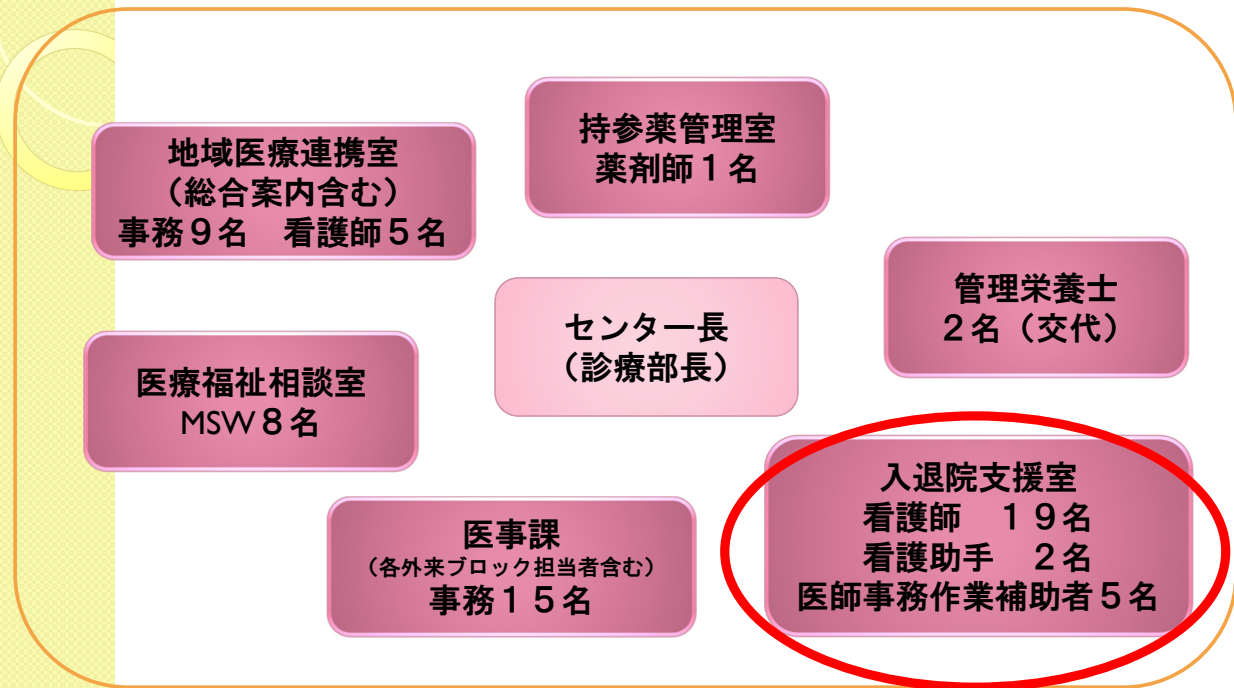 地域医療連携室
（総合案内含む）
事務９名　看護師５名
持参薬管理室
薬剤師１名
センター長
（診療部長）
管理栄養士
２名（交代）
医療福祉相談室
MSW８名
医事課
（各外来ブロック担当者含む）
事務１５名
入退院支援室
看護師　１９名
看護助手　２名
医師事務作業補助者５名